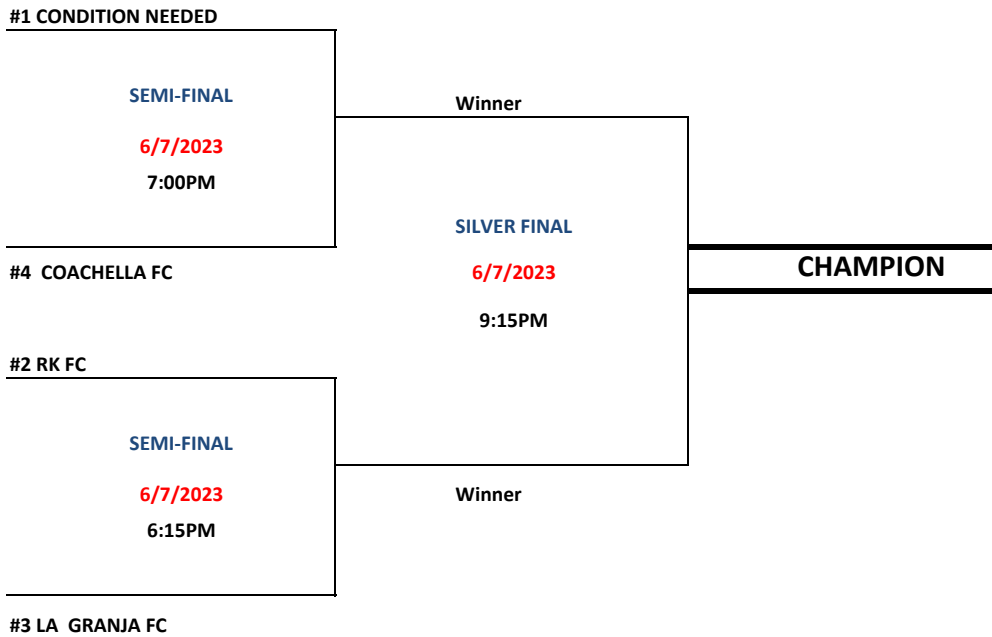 #1 CONDITION NEEDED
SEMI-FINAL
6/7/2023
7:00PM
#4  COACHELLA FC
Winner
SILVER FINAL
6/7/2023
9:15PM
CHAMPION
#2 RK FC
SEMI-FINAL
6/7/2023
6:15PM
#3 LA  GRANJA FC
Winner